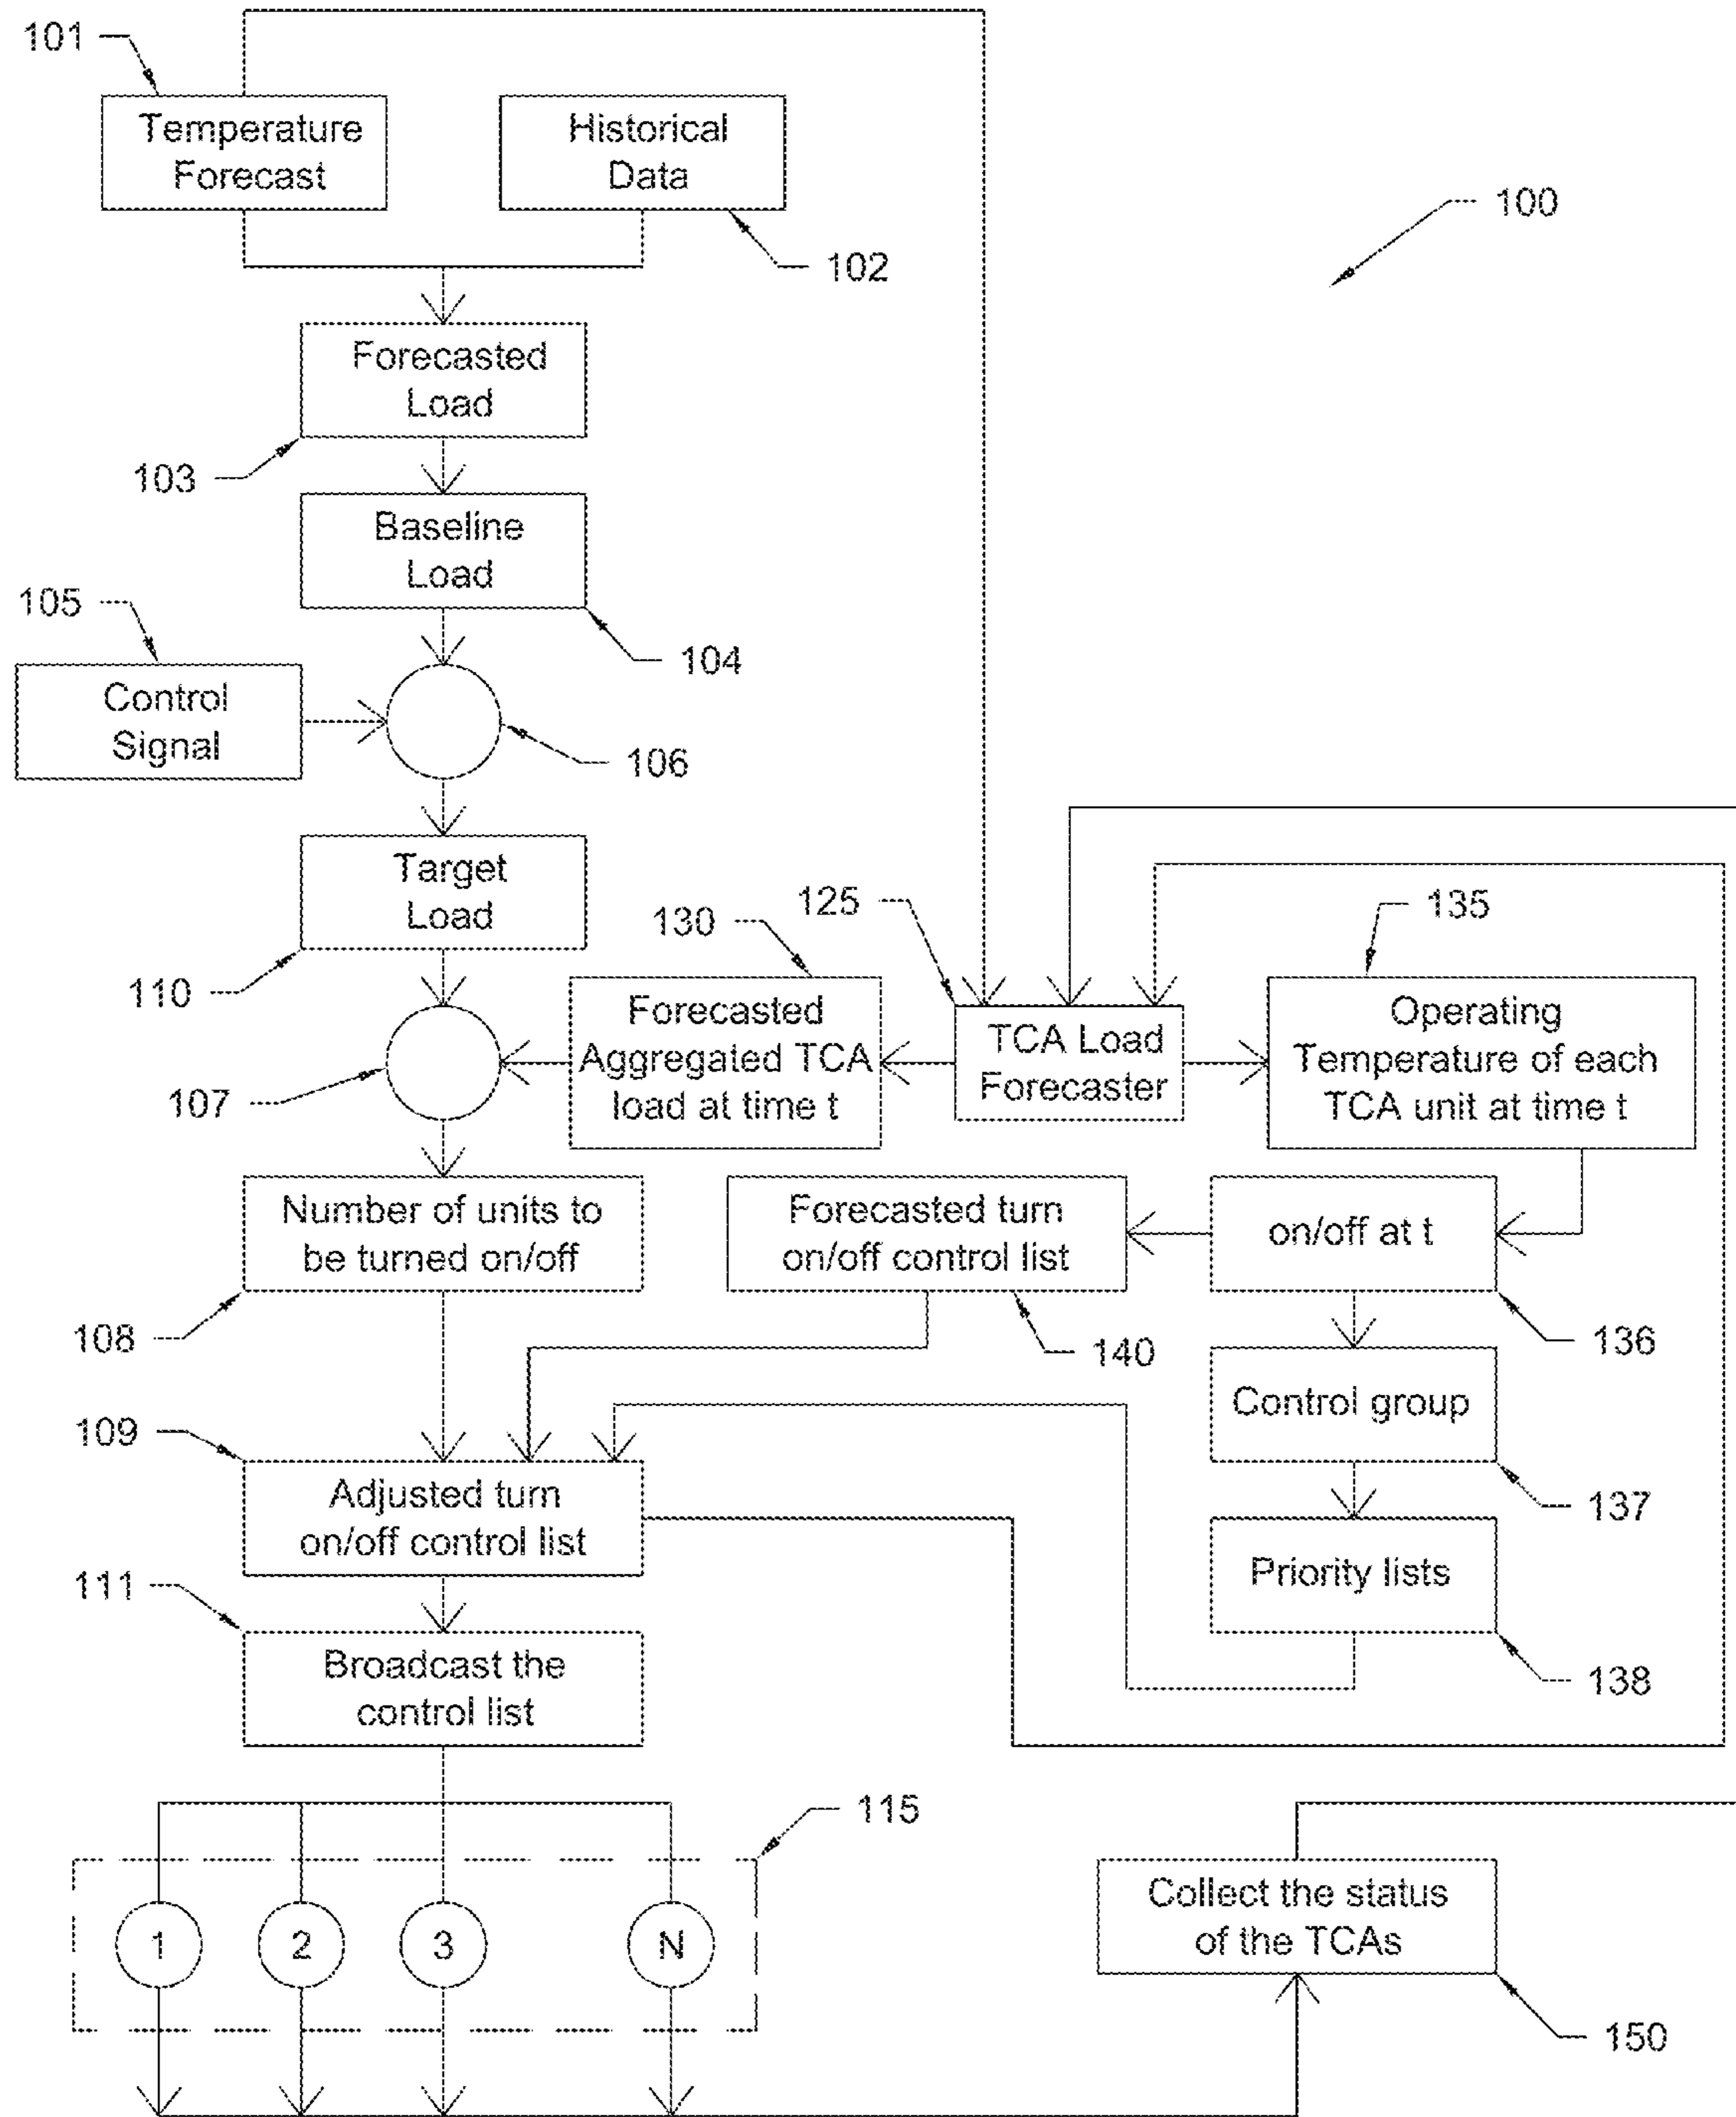 101
Temperature
Forecast
Historical
Data
100
102
Forecasted
Load
103
Baseline
Load
105
104
Control
Signal
106
Target
Load
125
130
135
110
Forecasted
Aggregated TCA
load at time t
TCA Load
Forecaster
Operating
Temperature of each
TCA unit at time t
107
Number of units to
be turned on/off
Forecasted turn
on/off control list
on/off at t
108
140
136
Control group
109
Adjusted turn
on/off control list
137
Priority lists
111
Broadcast the
control list
138
115
1
2
3
N
Collect the status
of the TCAs
150